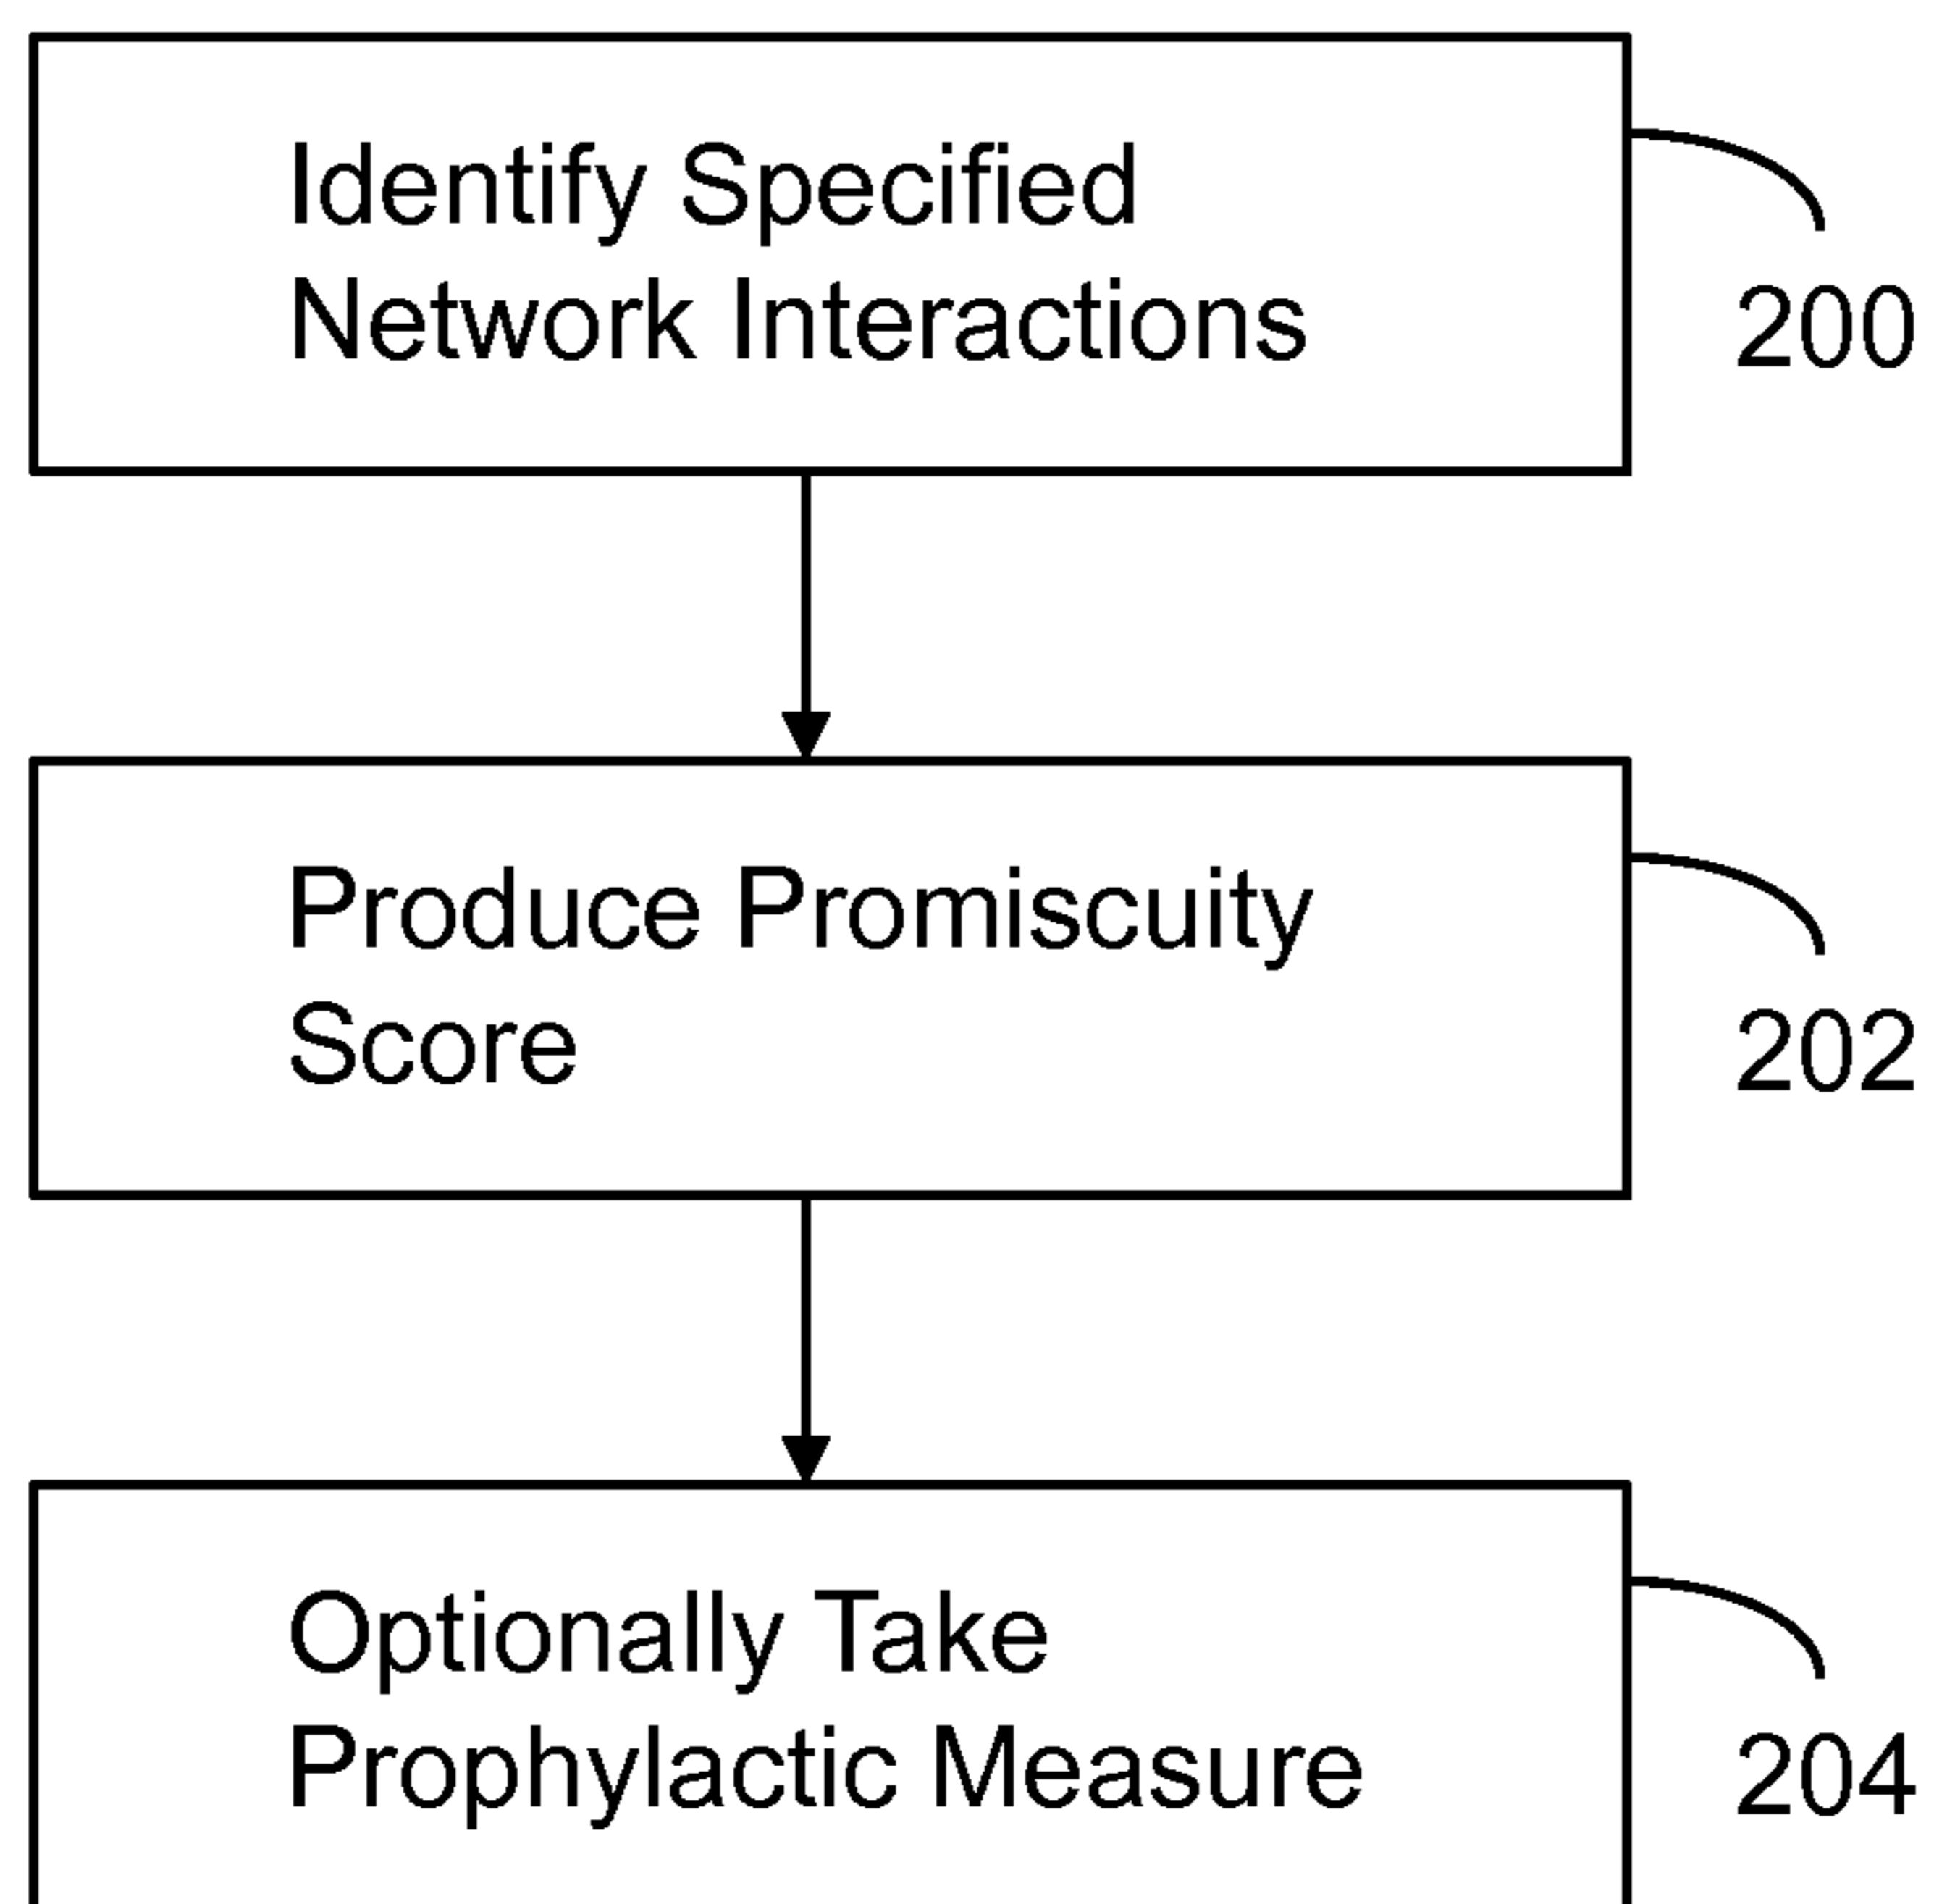 Identify Specified
Network Interactions
200
Produce Promiscuity
Score
202
Optionally Take
Prophylactic Measure
204